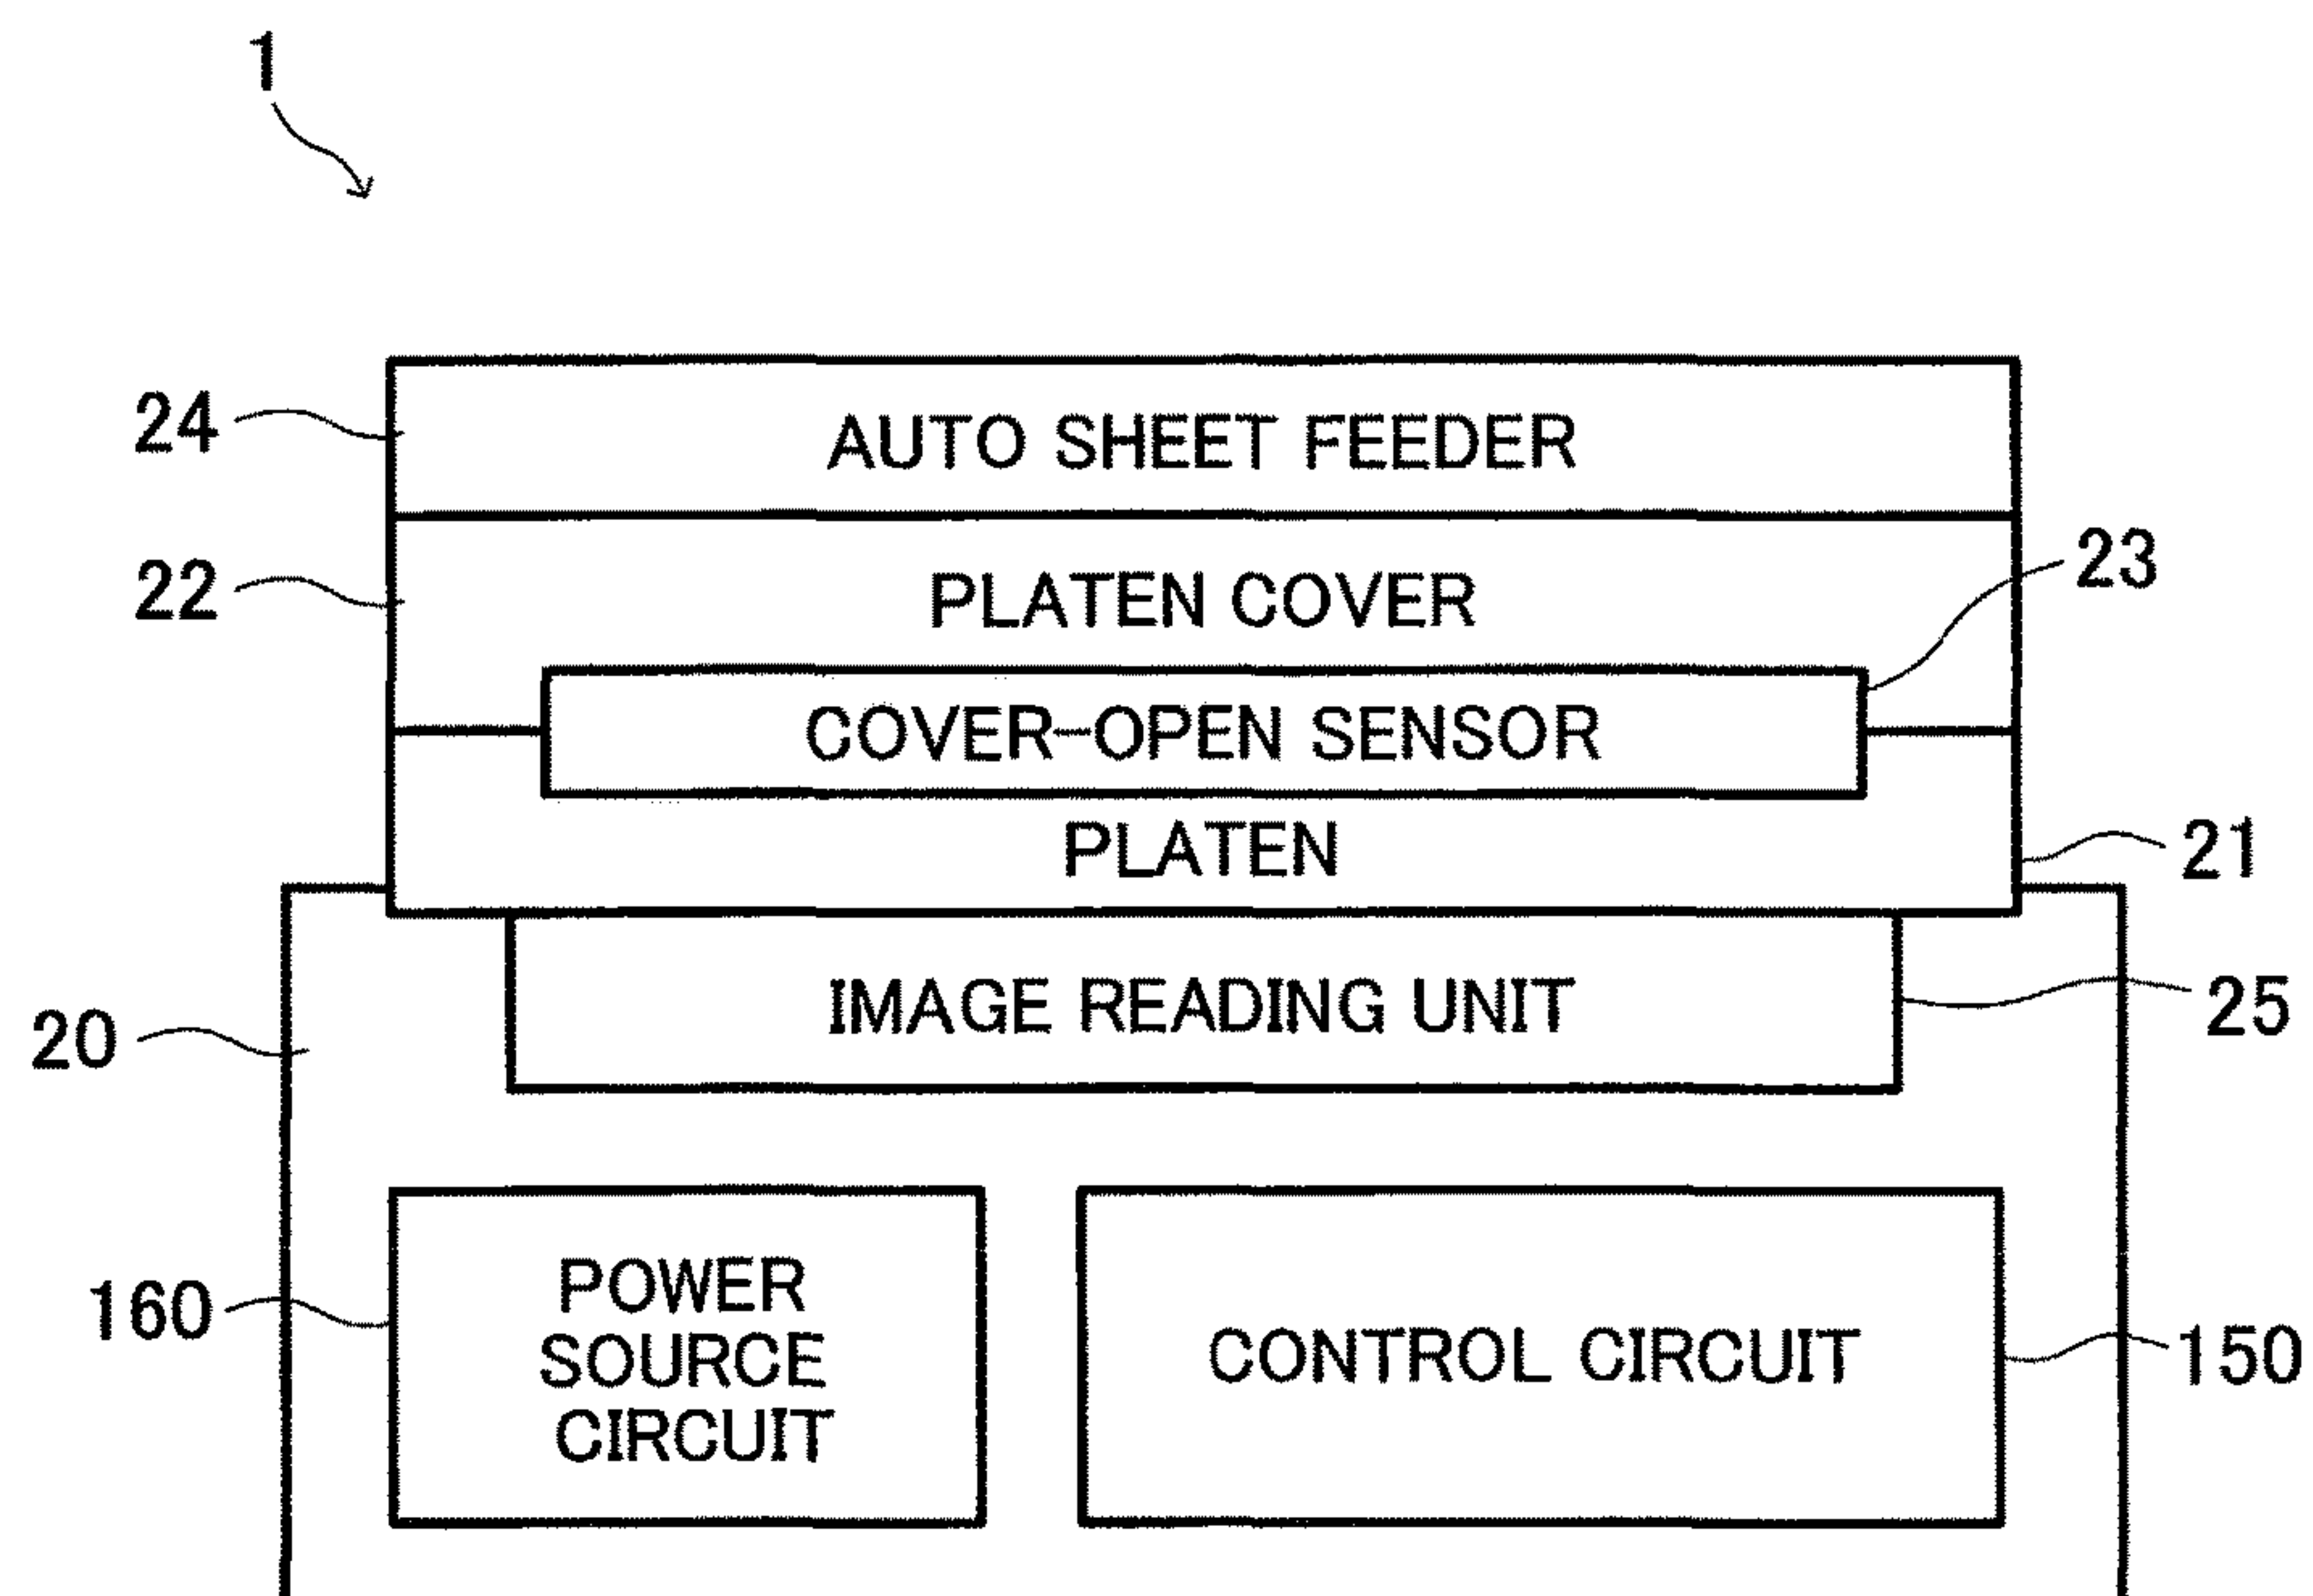 1
24
AUTO SHEET FEEDER
22
PLATEN COVER
23
COVER-OPEN SENSOR
PLATEN
21
20
IMAGE READING UNIT
25
160
POWER
SOURCE
CIRCUIT
CONTROL CIRCUIT
150